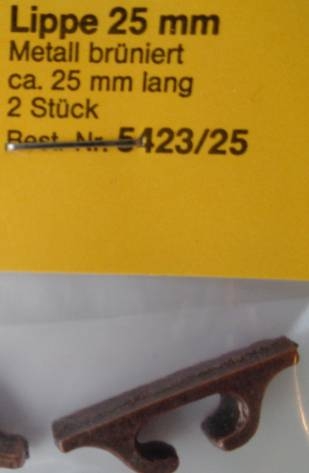 Lippe 25 mm
Metall brüniert
ca. 25 mm lang
2 Stück
Best. Nr. 5423/25